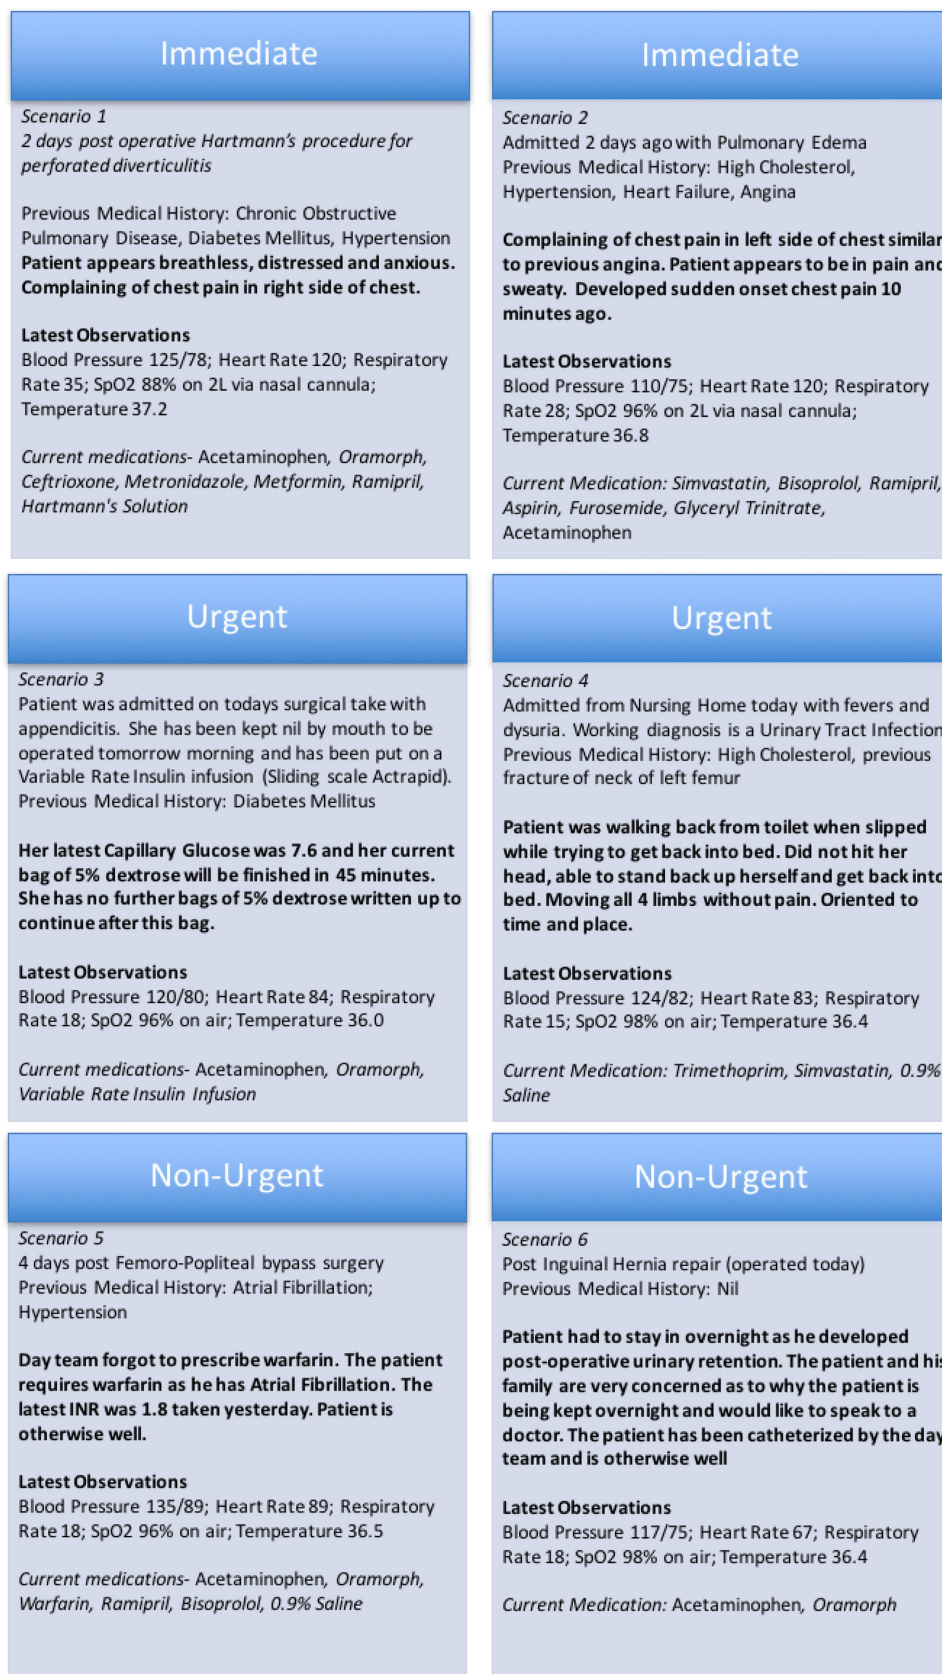 Immediate
Scenario 1
2 days post operative Hartmann's procedure for
perforated diverticulitis
Previous Medical History: Chronic Obstructive
Pulmonary Disease, Diabetes Mellitus, Hypertension
Patient appears breathless, distressed and anxious.
Complaining of chest pain in right side of chest.
Latest Observations
Blood Pressure 125/78; Heart Rate 120; Respiratory
Rate 35; SpO2 88% on 2L via nasal cannula;
Temperature 37.2
Current medications- Acetaminophen, Oramorph,
Ceftrioxone, Metronidazole, Metformin, Ramipril,
Hartmann's Solution
Immediate
Scenario 2
Admitted 2 days ago with Pulmonary Edema
Previous Medical History: High Cholesterol,
Hypertension, Heart Failure, Angina
Complaining of chest pain in left side of chest similar
to previous angina. Patient appears to be in pain and
sweaty. Developed sudden onset chest pain 10
minutes ago.
Latest Observations
Blood Pressure 110/75; Heart Rate 120; Respiratory
Rate 28; SpO2 96% on 2L via nasal cannula;
Temperature 36.8
Current Medication: Simvastatin, Bisoprolol, Ramipril,
Aspirin, Furosemide, Glyceryl Trinitrate,
Acetaminophen
Urgent
Scenario 3
Patient was admitted on todays surgical take with
appendicitis. She has been kept nil by mouth to be
operated tomorrow morning and has been put on a
Variable Rate Insulin infusion (Sliding scale Actrapid).
Previous Medical History: Diabetes Mellitus
Her latest Capillary Glucose was 7.6 and her current
bag of 5% dextrose will be finished in 45 minutes.
She has no further bags of 5% dextrose written up to
continue after this bag.
Latest Observations
Blood Pressure 120/80; Heart Rate 84; Respiratory
Rate 18; SpO2 96% on air; Temperature 36.0
Current medications- Acetaminophen, Oramorph,
Variable Rate Insulin Infusion
Urgent
Scenario 4
Admitted from Nursing Home today with fevers and
dysuria. Working diagnosis is a Urinary Tract Infection
Previous Medical History: High Cholesterol, previous
fracture of neck of left femur
Patient was walking back from toilet when slipped
while trying to get back into bed. Did not hit her
head, able to stand back up herself and get back into
bed. Moving all 4 limbs without pain. Oriented to
time and place.
Latest Observations
Blood Pressure 124/82; Heart Rate 83; Respiratory
Rate 15; SpO2 98% on air; Temperature 36.4
Current Medication: Trimethoprim, Simvastatin, 0.9%
Saline
Non-Urgent
Scenario 5
4 days post Femoro-Popliteal bypass surgery
Previous Medical History: Atrial Fibrillation;
Hypertension
Day team forgot to prescribe warfarin. The patient
requires warfarin as he has Atrial Fibrillation. The
latest INR was 1.8 taken yesterday. Patient is
otherwise well.
Latest Observations
Blood Pressure 135/89; Heart Rate 89; Respiratory
Rate 18; SpO2 96% on air; Temperature 36.5
Current medications- Acetaminophen, Oramorph,
Warfarin, Ramipril, Bisoprolol, 0.9% Saline
Non-Urgent
Scenario 6
Post Inguinal Hernia repair (operated today)
Previous Medical History: Nil
Patient had to stay in overnight as he developed
post-operative urinary retention. The patient and his
family are very concerned as to why the patient is
being kept overnight and would like to speak to a
doctor. The patient has been catheterized by the day
team and is otherwise well
Latest Observations
Blood Pressure 117/75; Heart Rate 67; Respiratory
Rate 18; SpO2 98% on air; Temperature 36.4
Current Medication: Acetaminophen, Oramorph